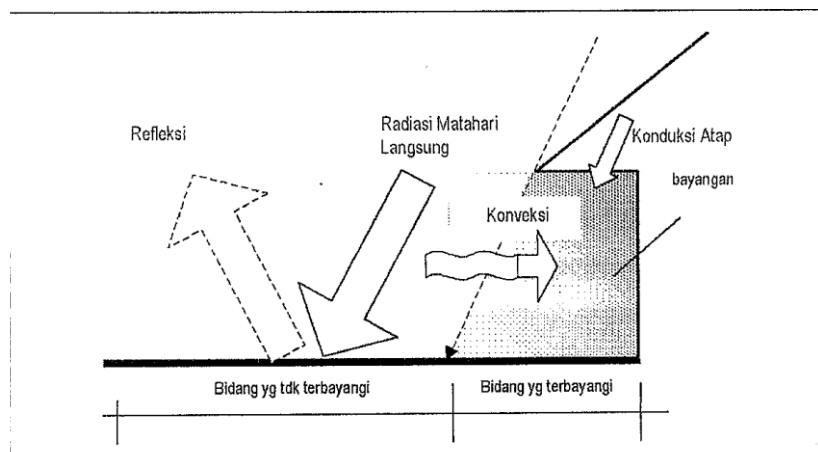 Refleksi
Radiasi Matahari
Langsung
Konduksi Atap
bayangan
Konveksi
Bidang yg tdk terbayangi
Bidang yg terbayangi